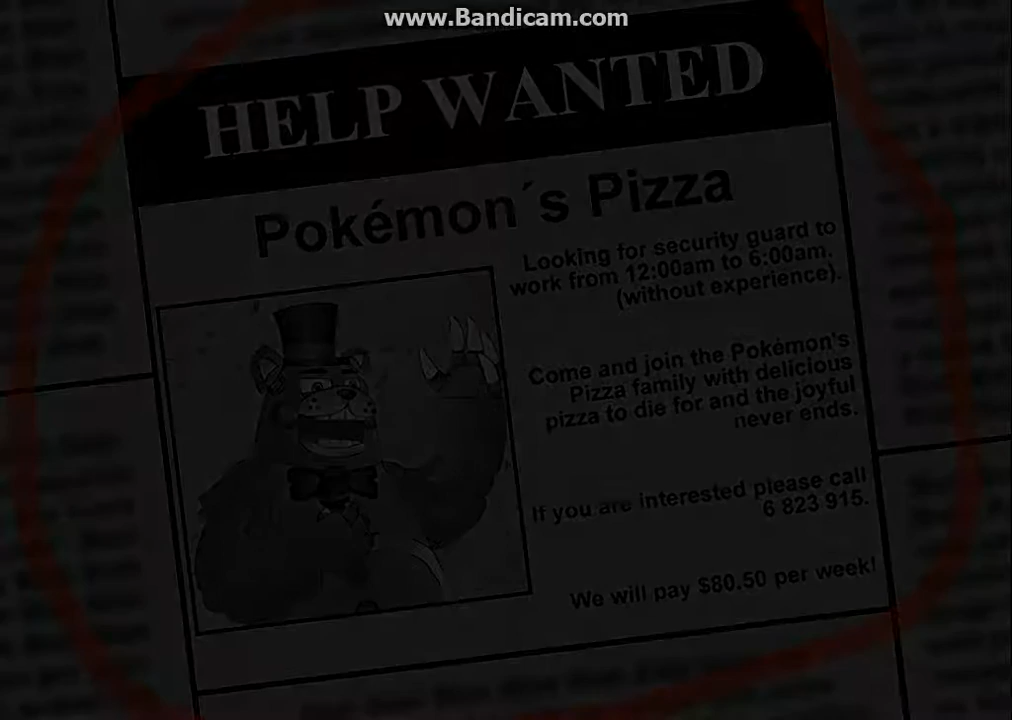 www.Bandicam.com
HELP WANTED
Pokémon´s Pizza
Looking for security guard to
work from 12:00am to 6:00am.
(without experience).
Come and join the Pokémon's
Pizza family with delicious
pizza to die for and the joyful
never ends.
If you are interested please call
6 823 915.
We will pay $80.50 per week!